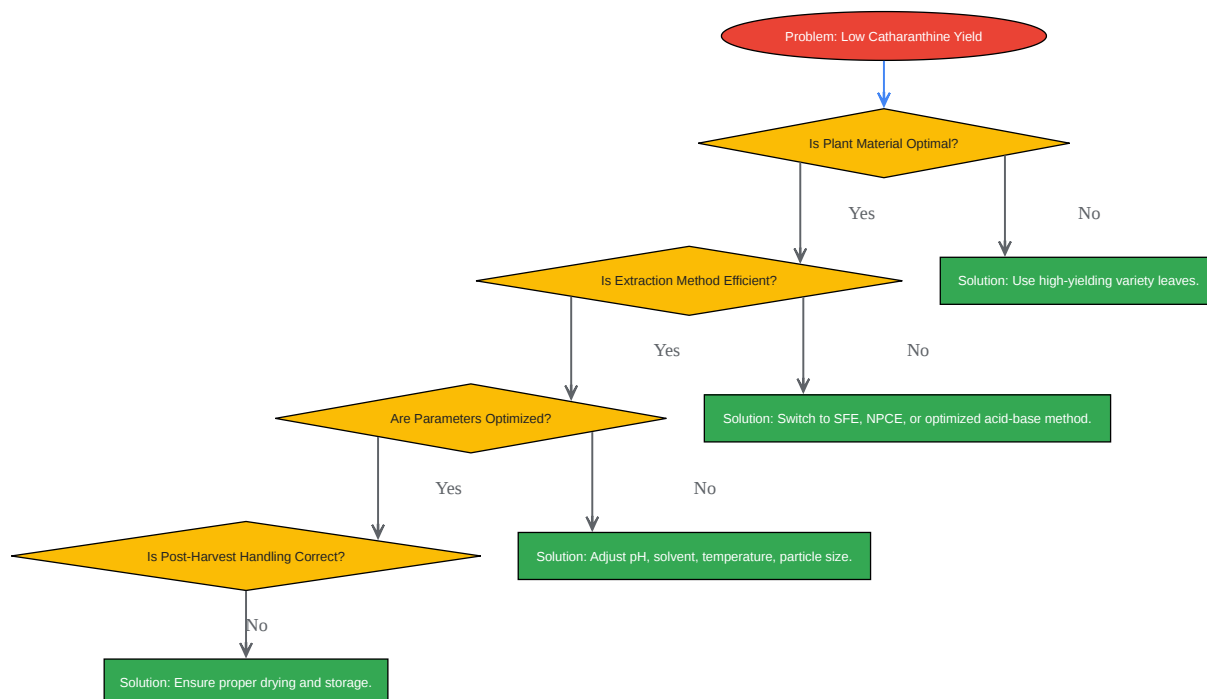 Problem: Low Catharanthine Yield
Is Plant Material Optimal?
Yes
No
Is Extraction Method Efficient?
Solution: Use high-yielding variety leaves.
Yes
No
Are Parameters Optimized?
Solution: Switch to SFE, NPCE, or optimized acid-base method.
Yes
No
Is Post-Harvest Handling Correct?
Solution: Adjust pH, solvent, temperature, particle size.
No
Solution: Ensure proper drying and storage.